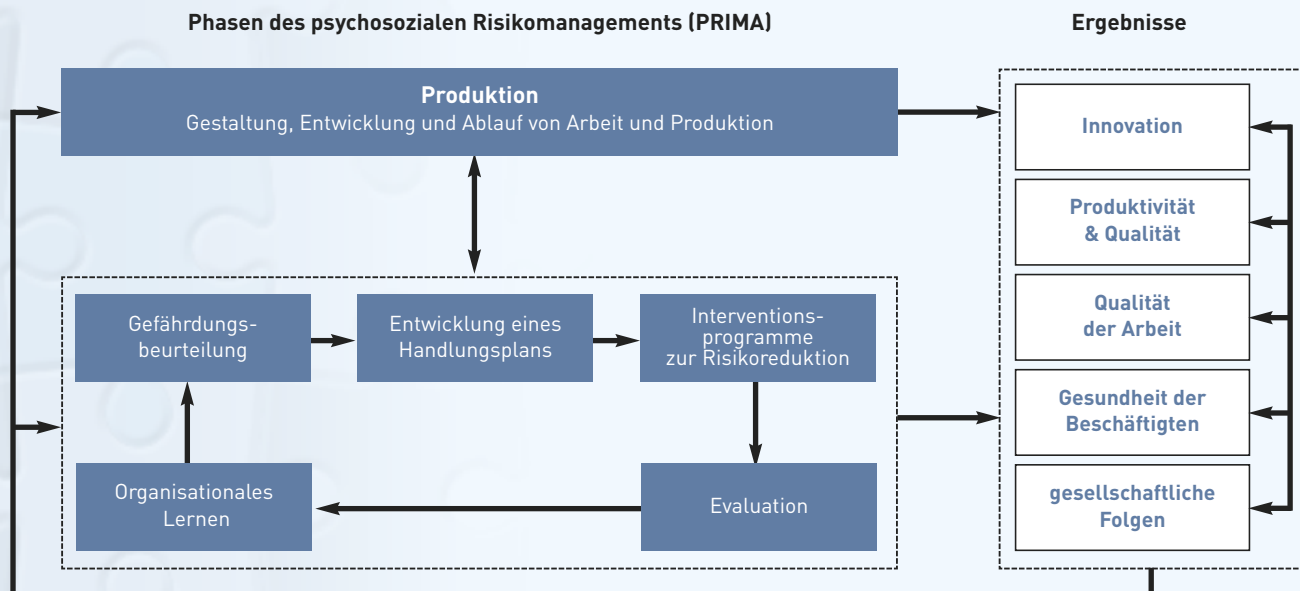 Phasen des psychosozialen Risikomanagements (PRIMA)
Ergebnisse
Produktion
Gestaltung, Entwicklung und Ablauf von Arbeit und Produktion
Gefährdungs-
beurteilung
Entwicklung eines
Handlungsplans
Interventions-
programme
zur Risikoreduktion
Organisationales
Lernen
Evaluation
Innovation
Produktivität
& Qualität
Qualität
der Arbeit
Gesundheit der
Beschäftigten
gesellschaftliche
Folgen